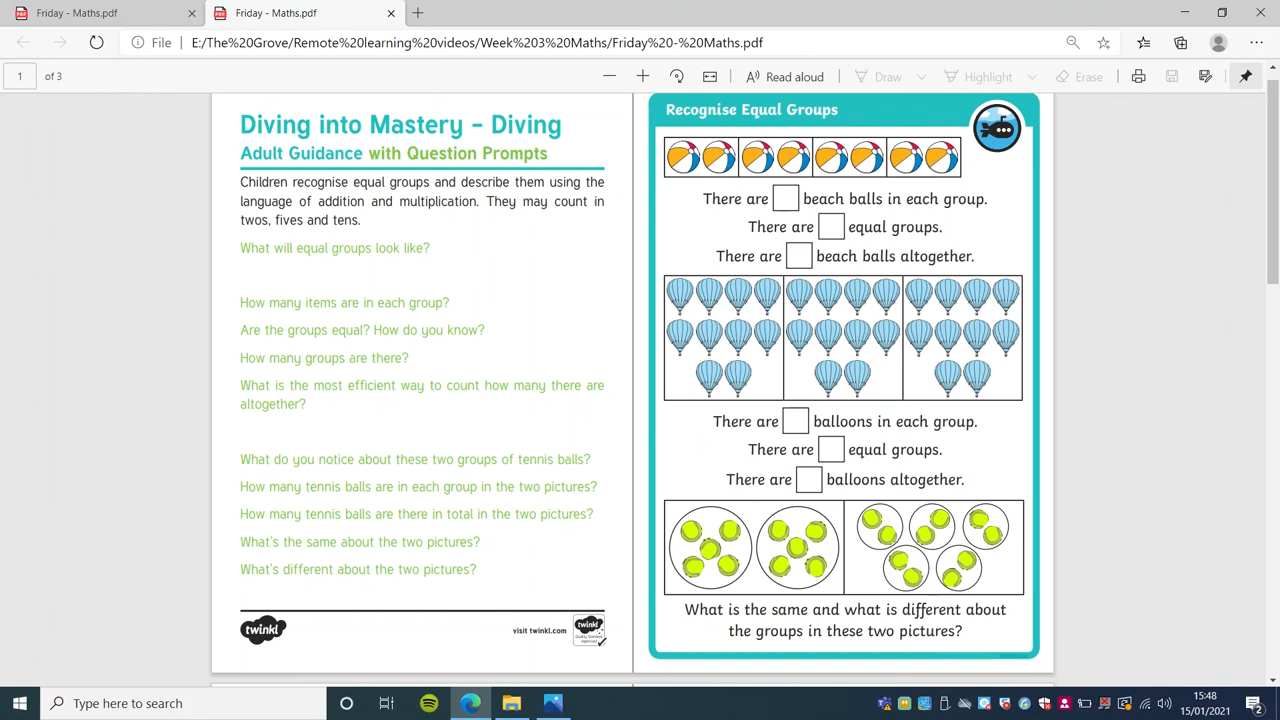 Friday - Maths.pdf
Friday - Maths.pdf
File
E:/The%20Grove/Remote%20learning%20videos/Week%203%20Maths/Friday%20-%20Maths.pdf
1
of 3
Read aloud
Draw
Highlight
Erase
Diving into Mastery - Diving
Adult Guidance with Question Prompts
Children recognise equal groups and describe them using the
language of addition and multiplication. They may count in
twos, fives and tens.
What will equal groups look like?
How many items are in each group?
Are the groups equal? How do you know?
How many groups are there?
What is the most efficient way to count how many there are
altogether?
What do you notice about these two groups of tennis balls?
How many tennis balls are in each group in the two pictures?
How many tennis balls are there in total in the two pictures?
What's the same about the two pictures?
What's different about the two pictures?
twinkl
visit twinkl.com
twinkl
Quality Standard
Approved
Recognise Equal Groups
There are beach balls in each group.
There are equal groups.
There are beach balls altogether.
There are balloons in each group.
There are equal groups.
There are balloons altogether.
What is the same and what is different about
the groups in these two pictures?
Type here to search
15:48
15/01/2021
2